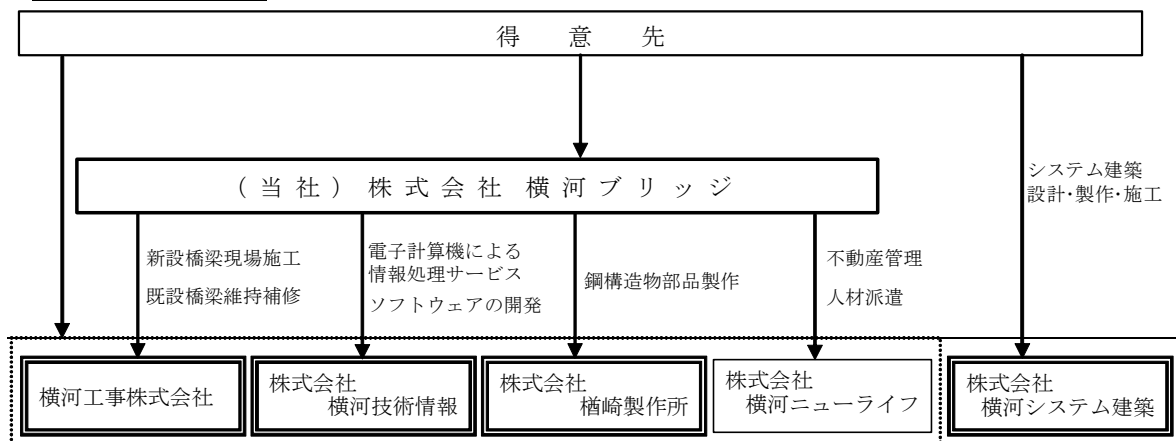 得意先
(当社)株式会社 横河ブリッジ
システム建築
設計・製作・施工
新設橋梁現場施工
既設橋梁維持補修
電子計算機による
情報処理サービス
ソフトウェアの開発
鋼構造物部品製作
不動産管理
人材派遣
横河工事株式会社
株式会社
横河技術情報
株式会社
楢崎製作所
株式会社
横河ニューライフ
株式会社
横河システム建築